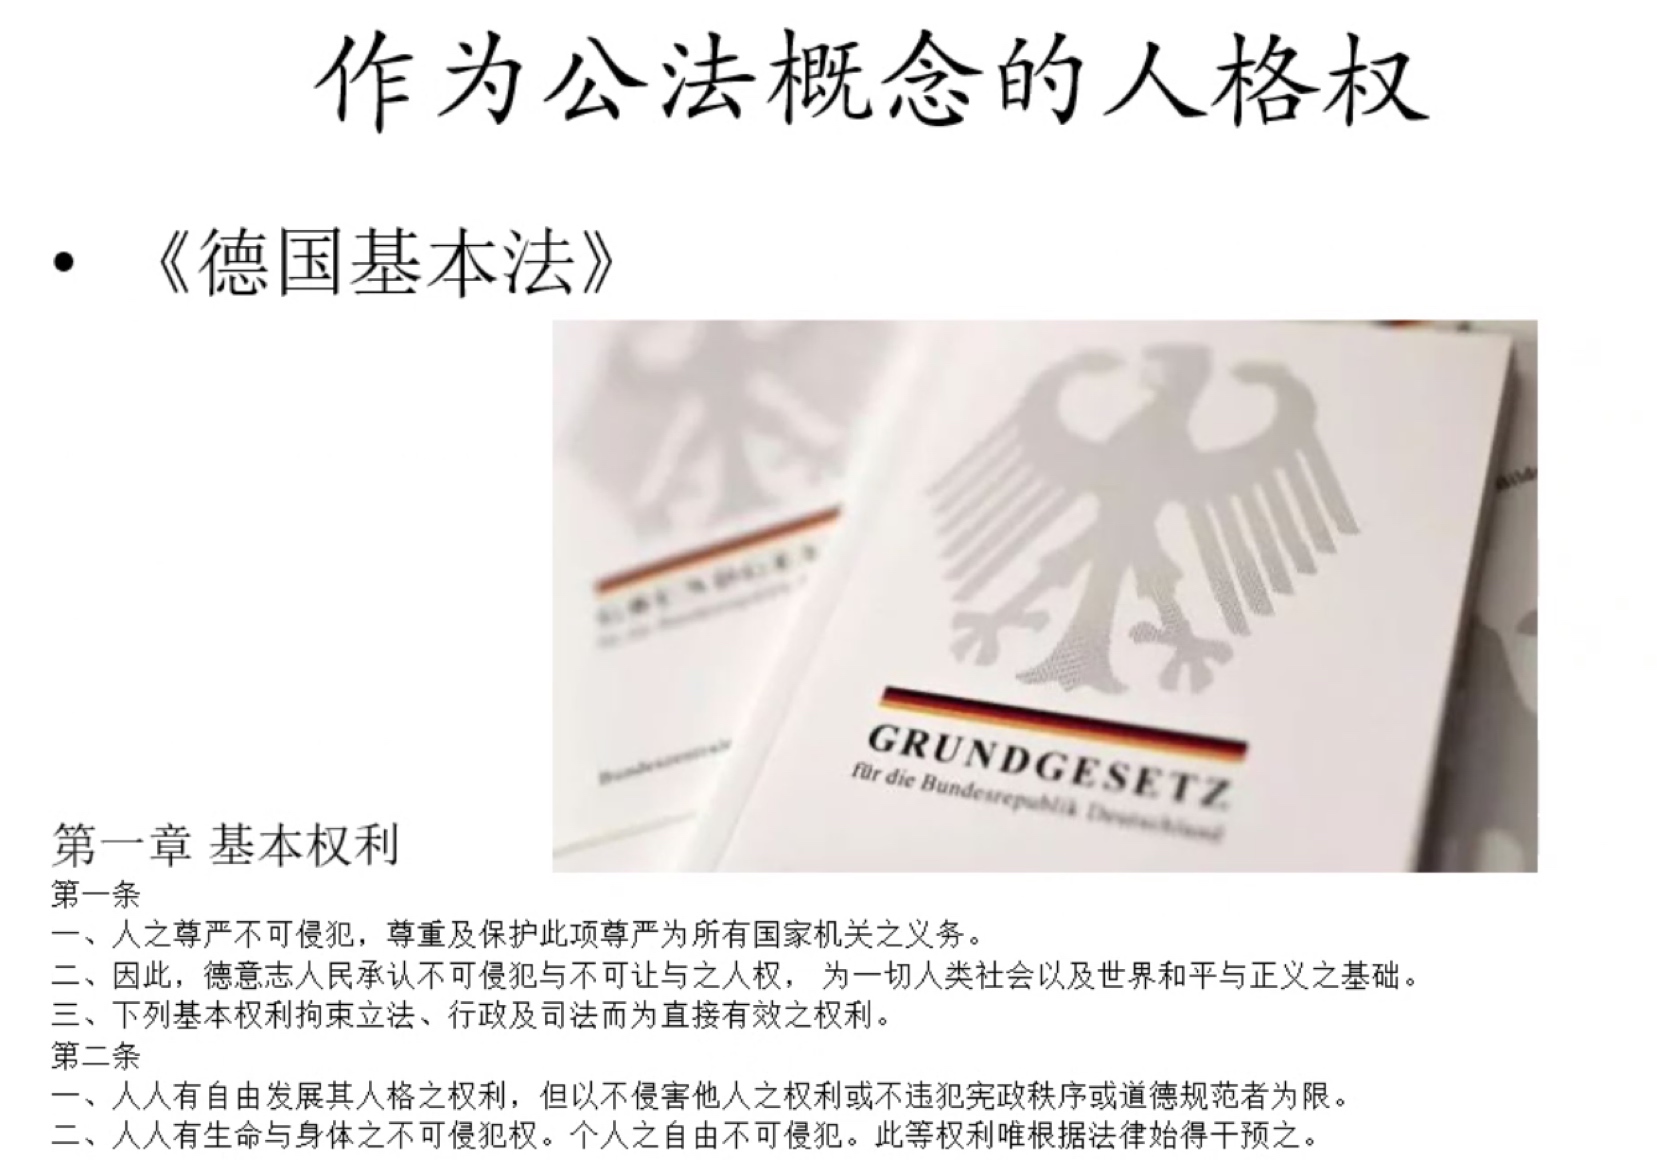 作为公法概念的人格权
• 《德国基本法》
GRUNDGESETZ
für die Bundesrepublik Deutschland
第一章 基本权利
第一条
一、人之尊严不可侵犯，尊重及保护此项尊严为所有国家机关之义务。
二、因此，德意志人民承认不可侵犯与不可让与之人权， 为一切人类社会以及世界和平与正义之基础。
三、下列基本权利拘束立法、行政及司法而为直接有效之权利。
第二条
一、人人有自由发展其人格之权利，但以不侵害他人之权利或不违犯宪政秩序或道德规范者为限。
二、人人有生命与身体之不可侵犯权。个人之自由不可侵犯。此等权利唯根据法律始得干预之。